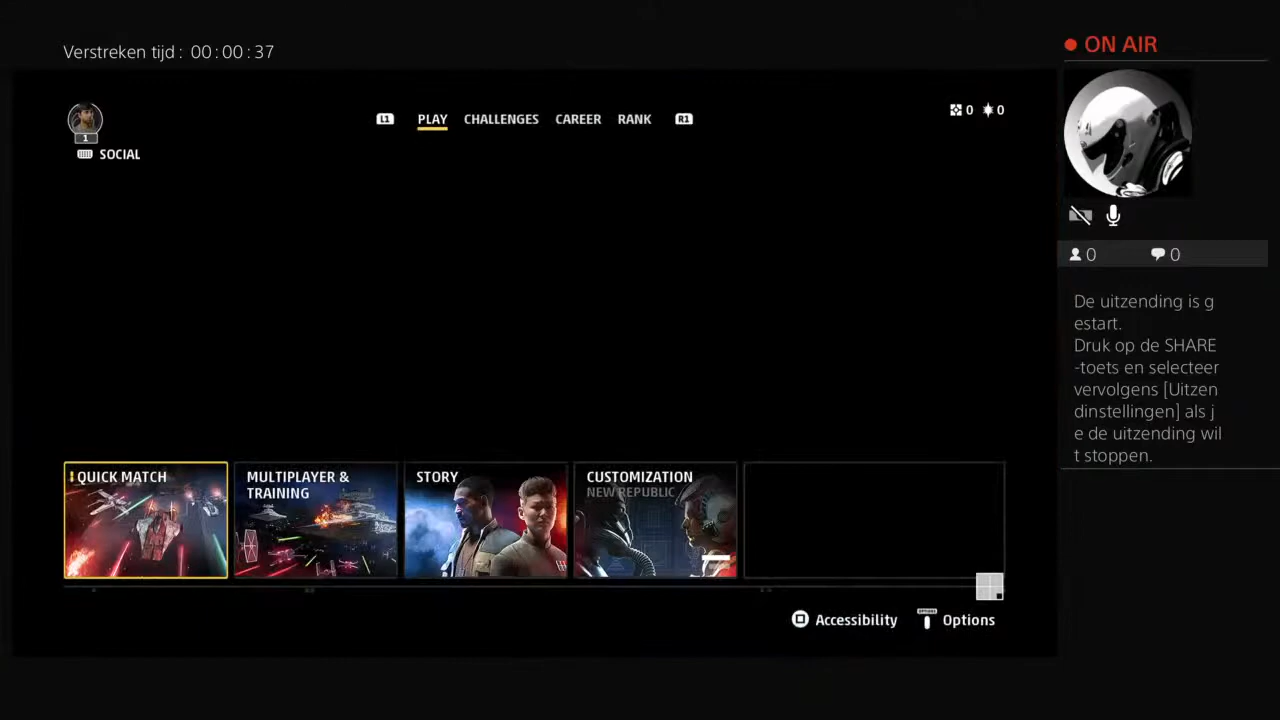 Verstreken tijd : 00:00:37
ON AIR
L1 PLAY CHALLENGES CAREER RANK R1
0 0
1
SOCIAL
0 0
De uitzending is g
estart.
Druk op de SHARE
-toets en selecteer
vervolgens [Uitzen
dinstellingen] als j
e de uitzending wil
t stoppen.
QUICK MATCH
MULTIPLAYER &
TRAINING
STORY
CUSTOMIZATION
NEW REPUBLIC
Accessibility
OPTIONS
Options